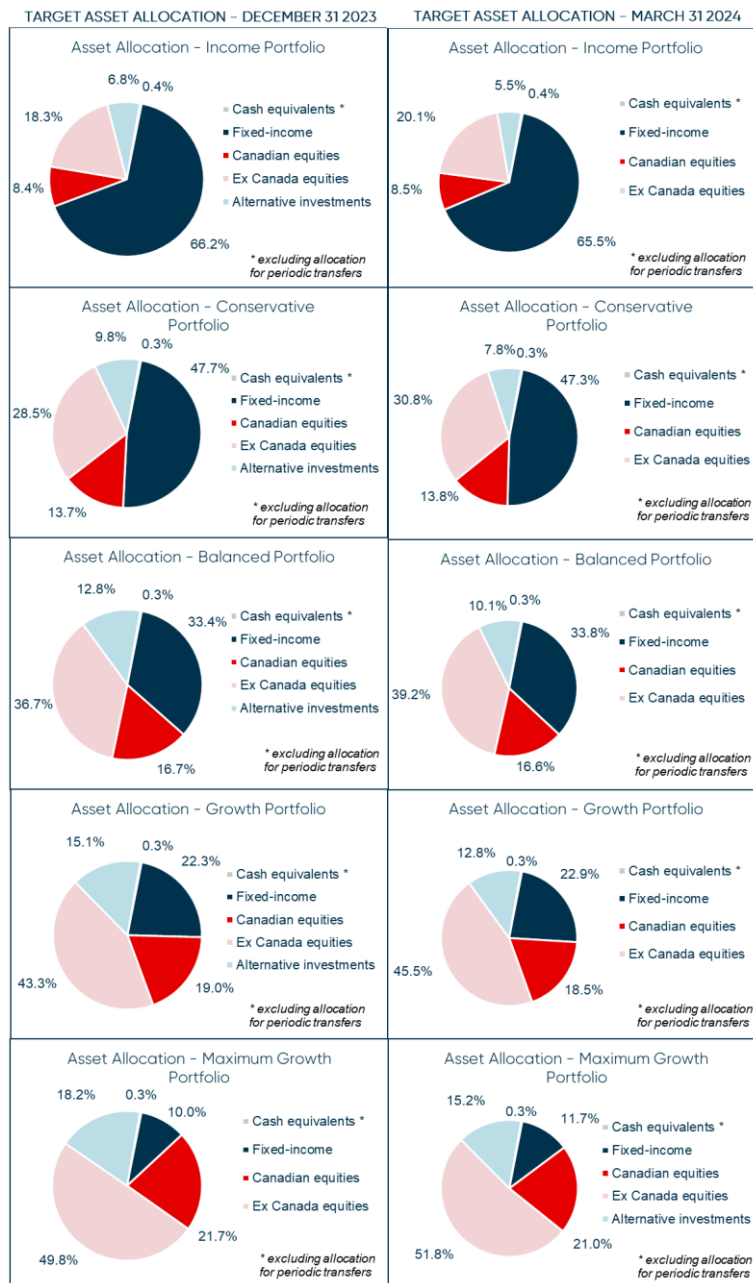 TARGET ASSET ALLOCATION – DECEMBER 31 2023
TARGET ASSET ALLOCATION – MARCH 31 2024
Asset Allocation – Income Portfolio
6.8%
0.4%
18.3%
8.4%
66.2%
Cash equivalents *
Fixed-income
Canadian equities
Ex Canada equities
Alternative investments
* excluding allocation
for periodic transfers
Asset Allocation – Income Portfolio
5.5%
0.4%
20.1%
8.5%
65.5%
Cash equivalents *
Fixed-income
Canadian equities
Ex Canada equities
* excluding allocation
for periodic transfers
Asset Allocation – Conservative
Portfolio
9.8%
0.3%
47.7%
28.5%
13.7%
Cash equivalents *
Fixed-income
Canadian equities
Ex Canada equities
Alternative investments
* excluding allocation
for periodic transfers
Asset Allocation – Conservative
Portfolio
7.8%
0.3%
47.3%
30.8%
13.8%
Cash equivalents *
Fixed-income
Canadian equities
Ex Canada equities
* excluding allocation
for periodic transfers
Asset Allocation – Balanced Portfolio
12.8%
0.3%
33.4%
36.7%
16.7%
Cash equivalents *
Fixed-income
Canadian equities
Ex Canada equities
Alternative investments
* excluding allocation
for periodic transfers
Asset Allocation – Balanced Portfolio
10.1%
0.3%
33.8%
39.2%
16.6%
Cash equivalents *
Fixed-income
Canadian equities
Ex Canada equities
* excluding allocation
for periodic transfers
Asset Allocation – Growth Portfolio
15.1%
0.3%
22.3%
43.3%
19.0%
Cash equivalents *
Fixed-income
Canadian equities
Ex Canada equities
Alternative investments
* excluding allocation
for periodic transfers
Asset Allocation – Growth Portfolio
12.8%
0.3%
22.9%
45.5%
18.5%
Cash equivalents *
Fixed-income
Canadian equities
Ex Canada equities
* excluding allocation
for periodic transfers
Asset Allocation – Maximum Growth
Portfolio
18.2%
0.3%
10.0%
49.8%
21.7%
Cash equivalents *
Fixed-income
Canadian equities
Ex Canada equities
* excluding allocation
for periodic transfers
Asset Allocation – Maximum Growth
Portfolio
15.2%
0.3%
11.7%
51.8%
21.0%
Cash equivalents *
Fixed-income
Canadian equities
Ex Canada equities
Alternative investments
* excluding allocation
for periodic transfers